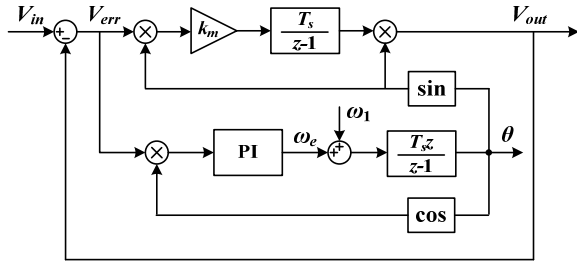 V_in
+
−
V_err
×
k_m
T_s
z-1
×
V_out
sin
×
PI
ω_e
ω_1
+
+
T_s z
z-1
θ
cos